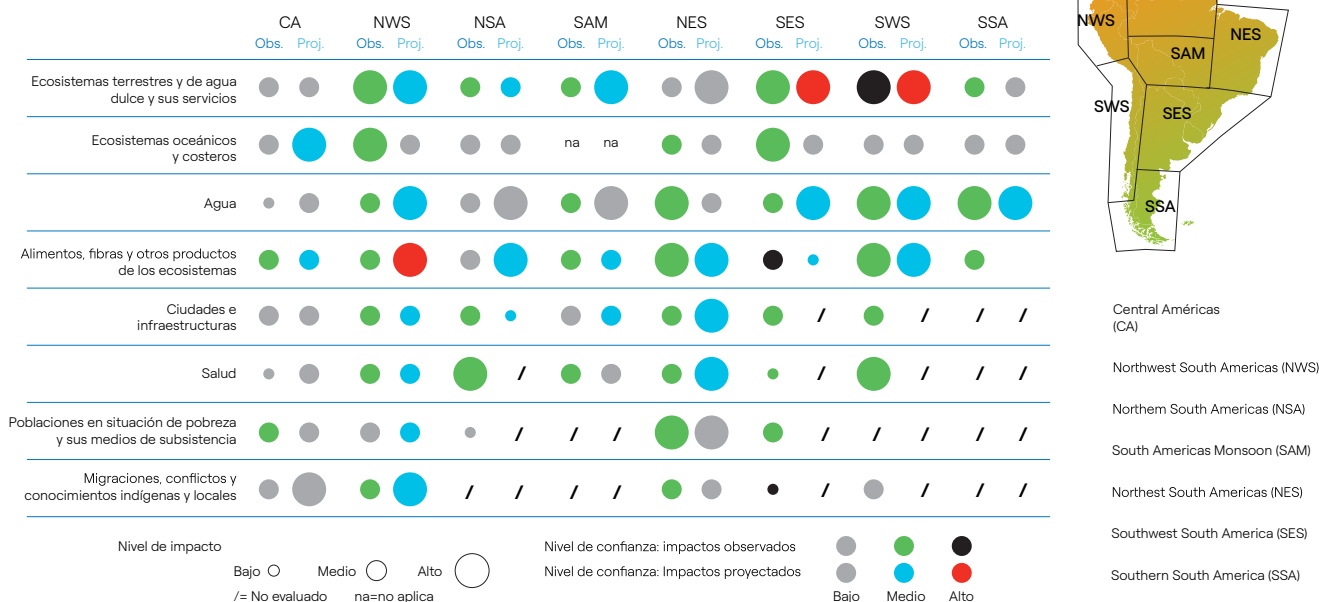 CA NWS NSA SAM NES SES SWS SSA
Obs. Proj. Obs. Proj. Obs. Proj. Obs. Proj. Obs. Proj. Obs. Proj. Obs. Proj. Obs. Proj.
Ecosistemas terrestres y de agua
dulce y sus servicios
Ecosistemas oceánicos
y costeros
na na
Agua
Alimentos, fibras y otros productos
de los ecosistemas
Ciudades e
infraestructuras
/ / / /
Salud
/ / / / /
Poblaciones en situación de pobreza
y sus medios de subsistencia
/ / / / / / / /
Migraciones, conflictos y
conocimientos indígenas y locales
/ / / / / / / /
Nivel de impacto
Bajo Medio Alto
/= No evaluado na=no aplica
Nivel de confianza: impactos observados
Nivel de confianza: Impactos proyectados
Bajo Medio Alto
NWS
NES
SAM
SWS
SES
SSA
Central Américas
(CA)
Northwest South Americas (NWS)
Northem South Americas (NSA)
South Americas Monsoon (SAM)
Northest South Americas (NES)
Southwest South America (SES)
Southern South America (SSA)